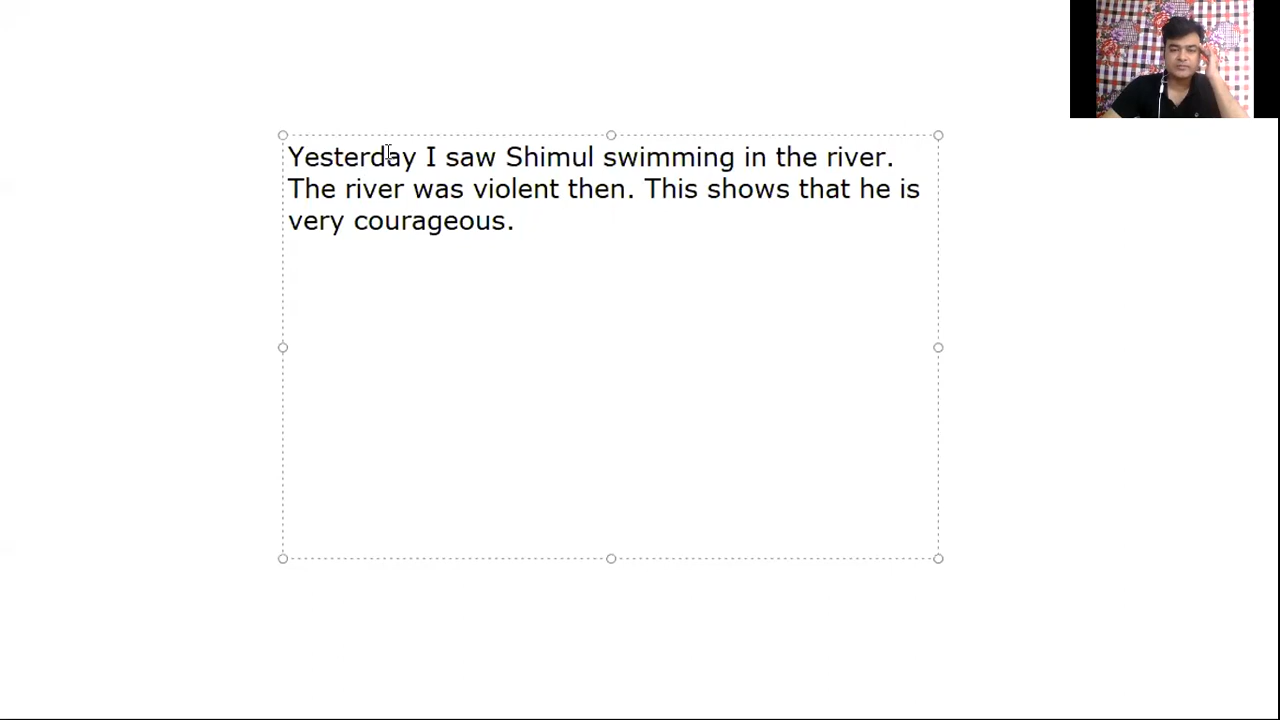 Yesterday I saw Shimul swimming in the river.
The river was violent then. This shows that he is
very courageous.